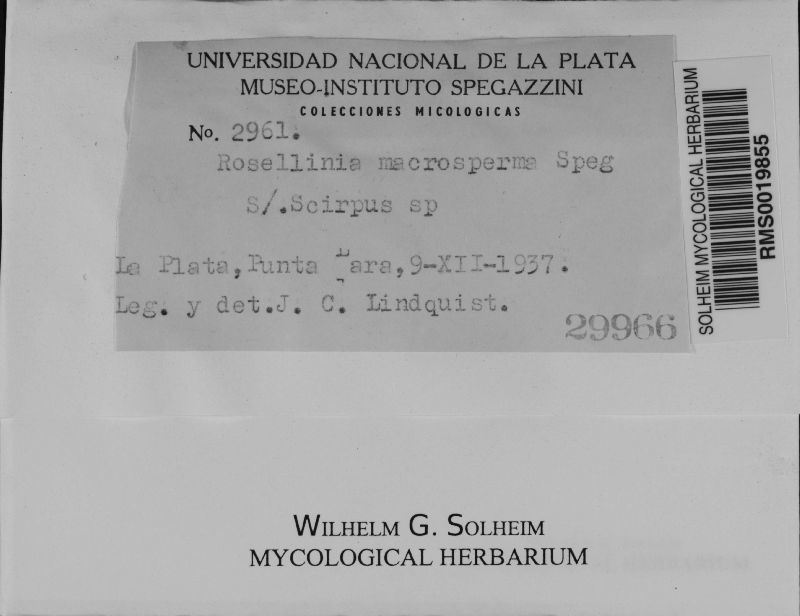 UNIVERSIDAD NACIONAL DE LA PLATA
MUSEO-INSTITUTO SPEGAZZINI
COLECCIONES MICOLOGICAS
No. 2961.
Rosellinia macrosperma Speg
S/.Scirpus sp
La Plata, Punta Lara, 9-XII-1937.
Leg. y det. J. C. Lindquist.
29966
SOLHEIM MYCOLOGICAL HERBARIUM
RMS0019855
WILHELM G. SOLHEIM
MYCOLOGICAL HERBARIUM